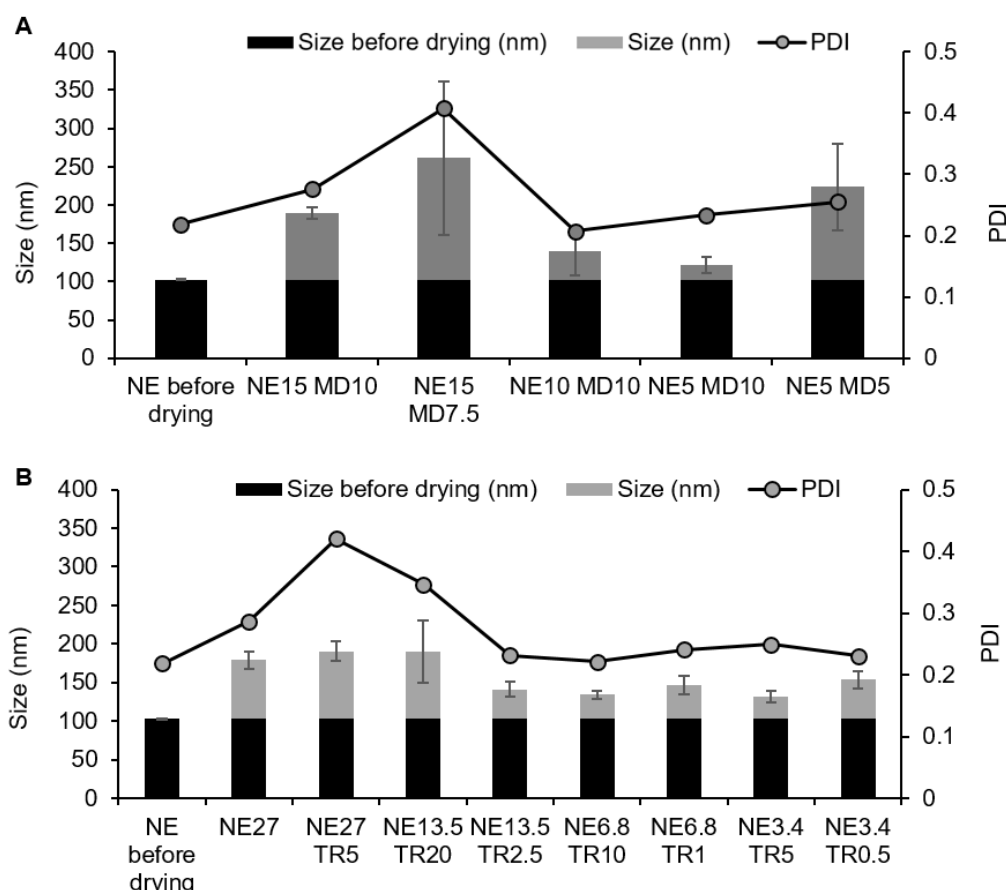 A
Size before drying (nm) Size (nm) PDI
400
350
300
250
200
150
100
50
0
Size (nm)
0.5
0.4
0.3
0.2
0.1
0
PDI
NE before drying
NE15 MD10
NE15 MD7.5
NE10 MD10
NE5 MD10
NE5 MD5
B
Size before drying (nm) Size (nm) PDI
400
350
300
250
200
150
100
50
0
Size (nm)
0.5
0.4
0.3
0.2
0.1
0
PDI
NE before drying
NE27
NE27 TR5
NE13.5 TR20
NE13.5 TR2.5
NE6.8 TR10
NE6.8 TR1
NE3.4 TR5
NE3.4 TR0.5